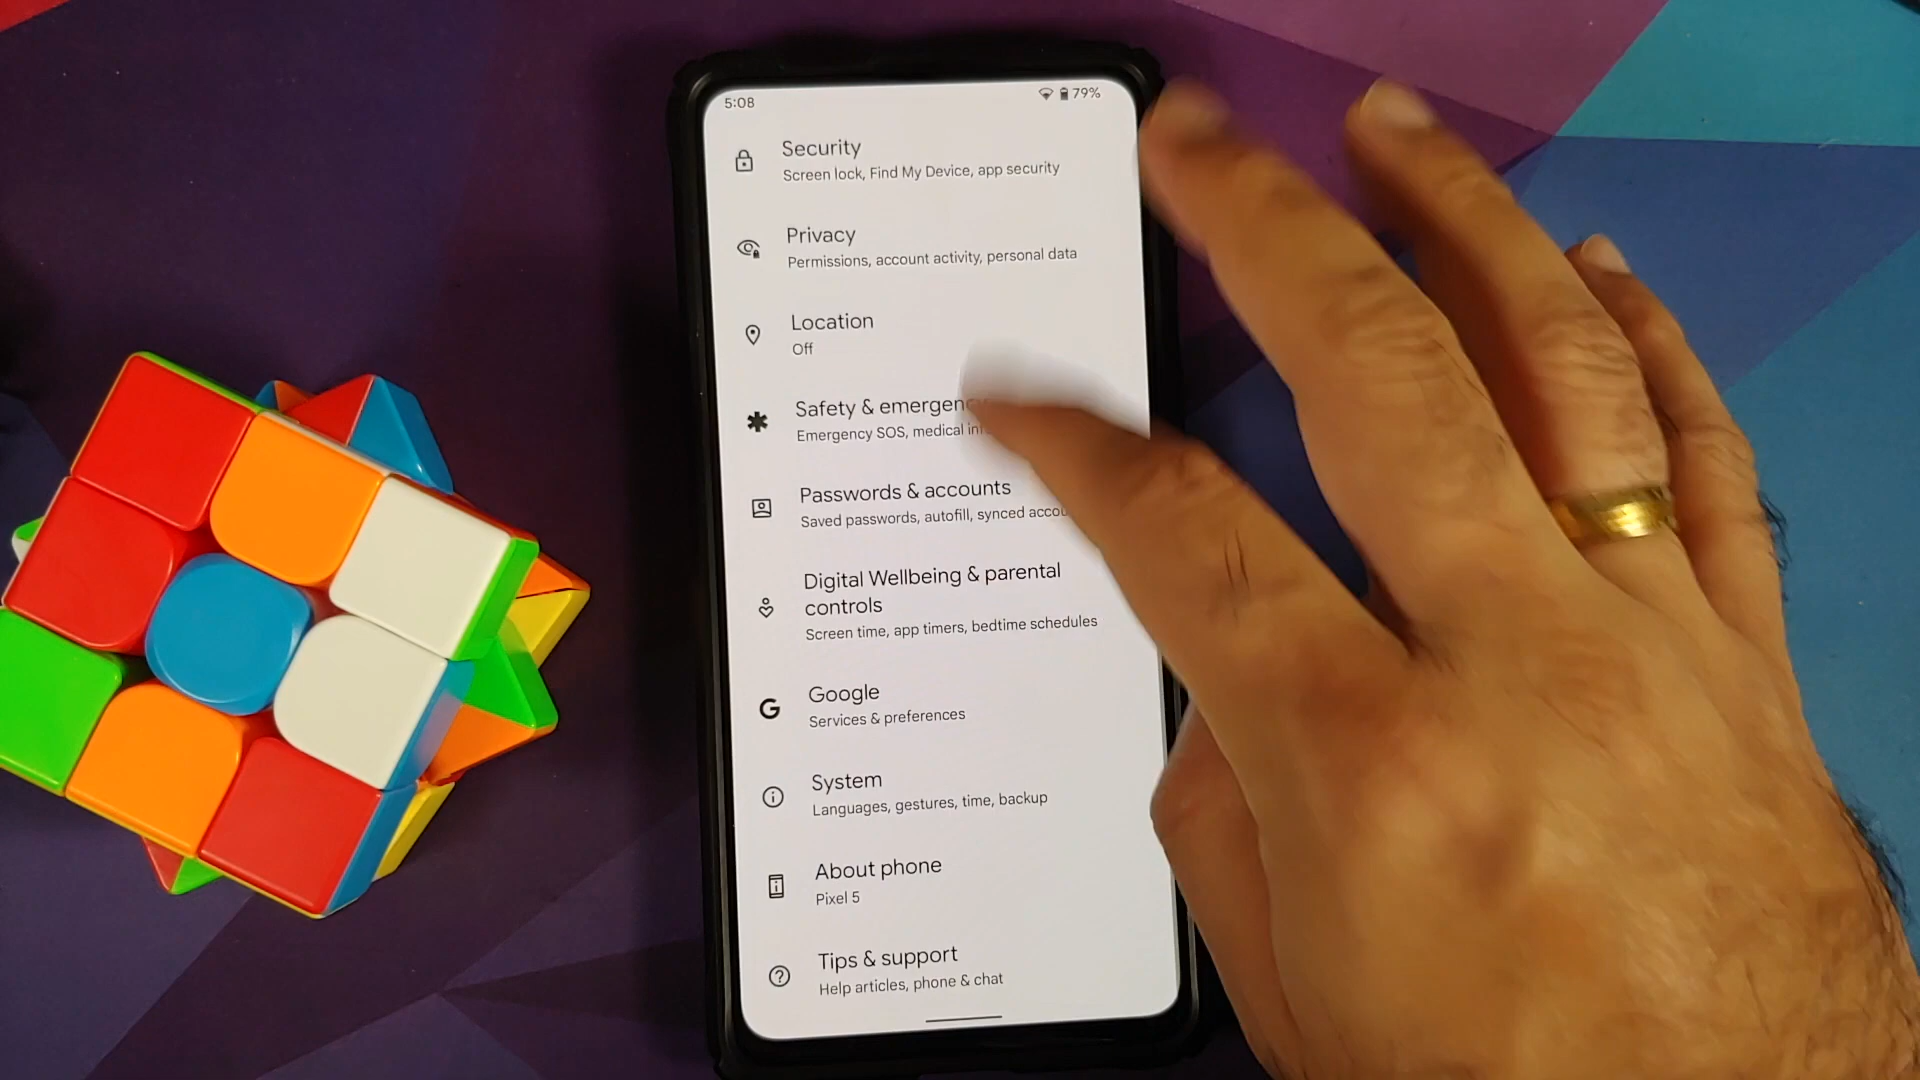 5:08
79%
Security
Screen lock, Find My Device, app security
Privacy
Permissions, account activity, personal data
Location
Off
Safety &
Emergency SOS, medical
Passwords & accounts
Saved passwords, autofill, synced
Digital Wellbeing & parental
controls
Screen time, app timers, bedtime schedules
Google
Services & preferences
System
Languages, gestures, time, backup
About phone
Pixel 5
Tips & support
Help articles, phone & chat